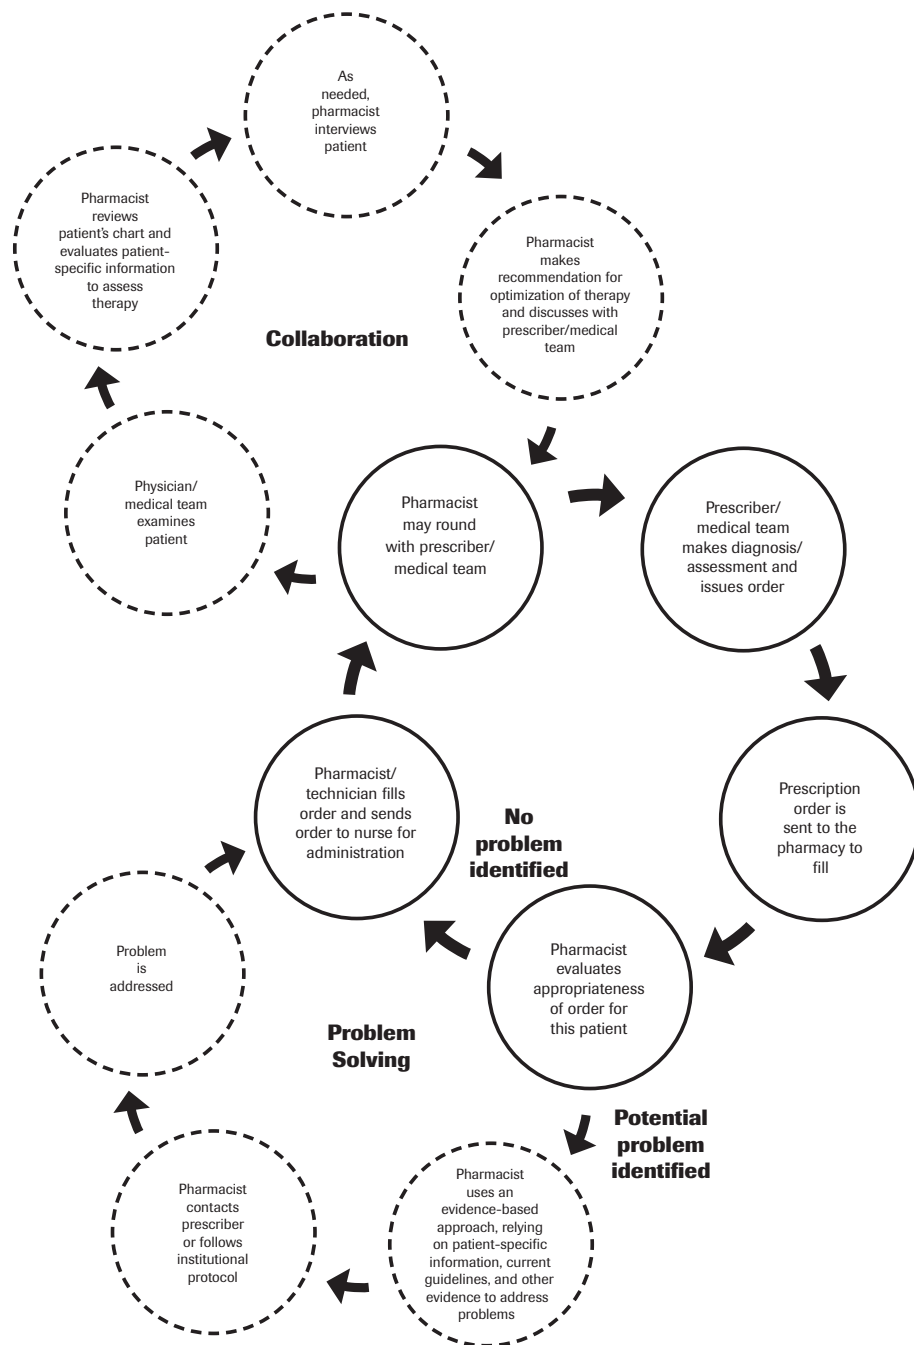 As
needed,
pharmacist
interviews
patient
Pharmacist
reviews
patient's chart and
evaluates patient-
specific information
to assess
therapy
Pharmacist
makes
recommendation for
optimization of therapy
and discusses with
prescriber/medical
team
Collaboration
Physician/
medical team
examines
patient
Pharmacist
may round
with prescriber/
medical team
Prescriber/
medical team
makes diagnosis/
assessment and
issues order
Prescription
order is
sent to the
pharmacy to
fill
Pharmacist/
technician fills
order and sends
order to nurse for
administration
No
problem
identified
Pharmacist
evaluates
appropriateness
of order for
this patient
Problem
is
addressed
Problem
Solving
Potential
problem
identified
Pharmacist
uses an
evidence-based
approach, relying
on patient-specific
information, current
guidelines, and other
evidence to address
problems
Pharmacist
contacts
prescriber
or follows
institutional
protocol